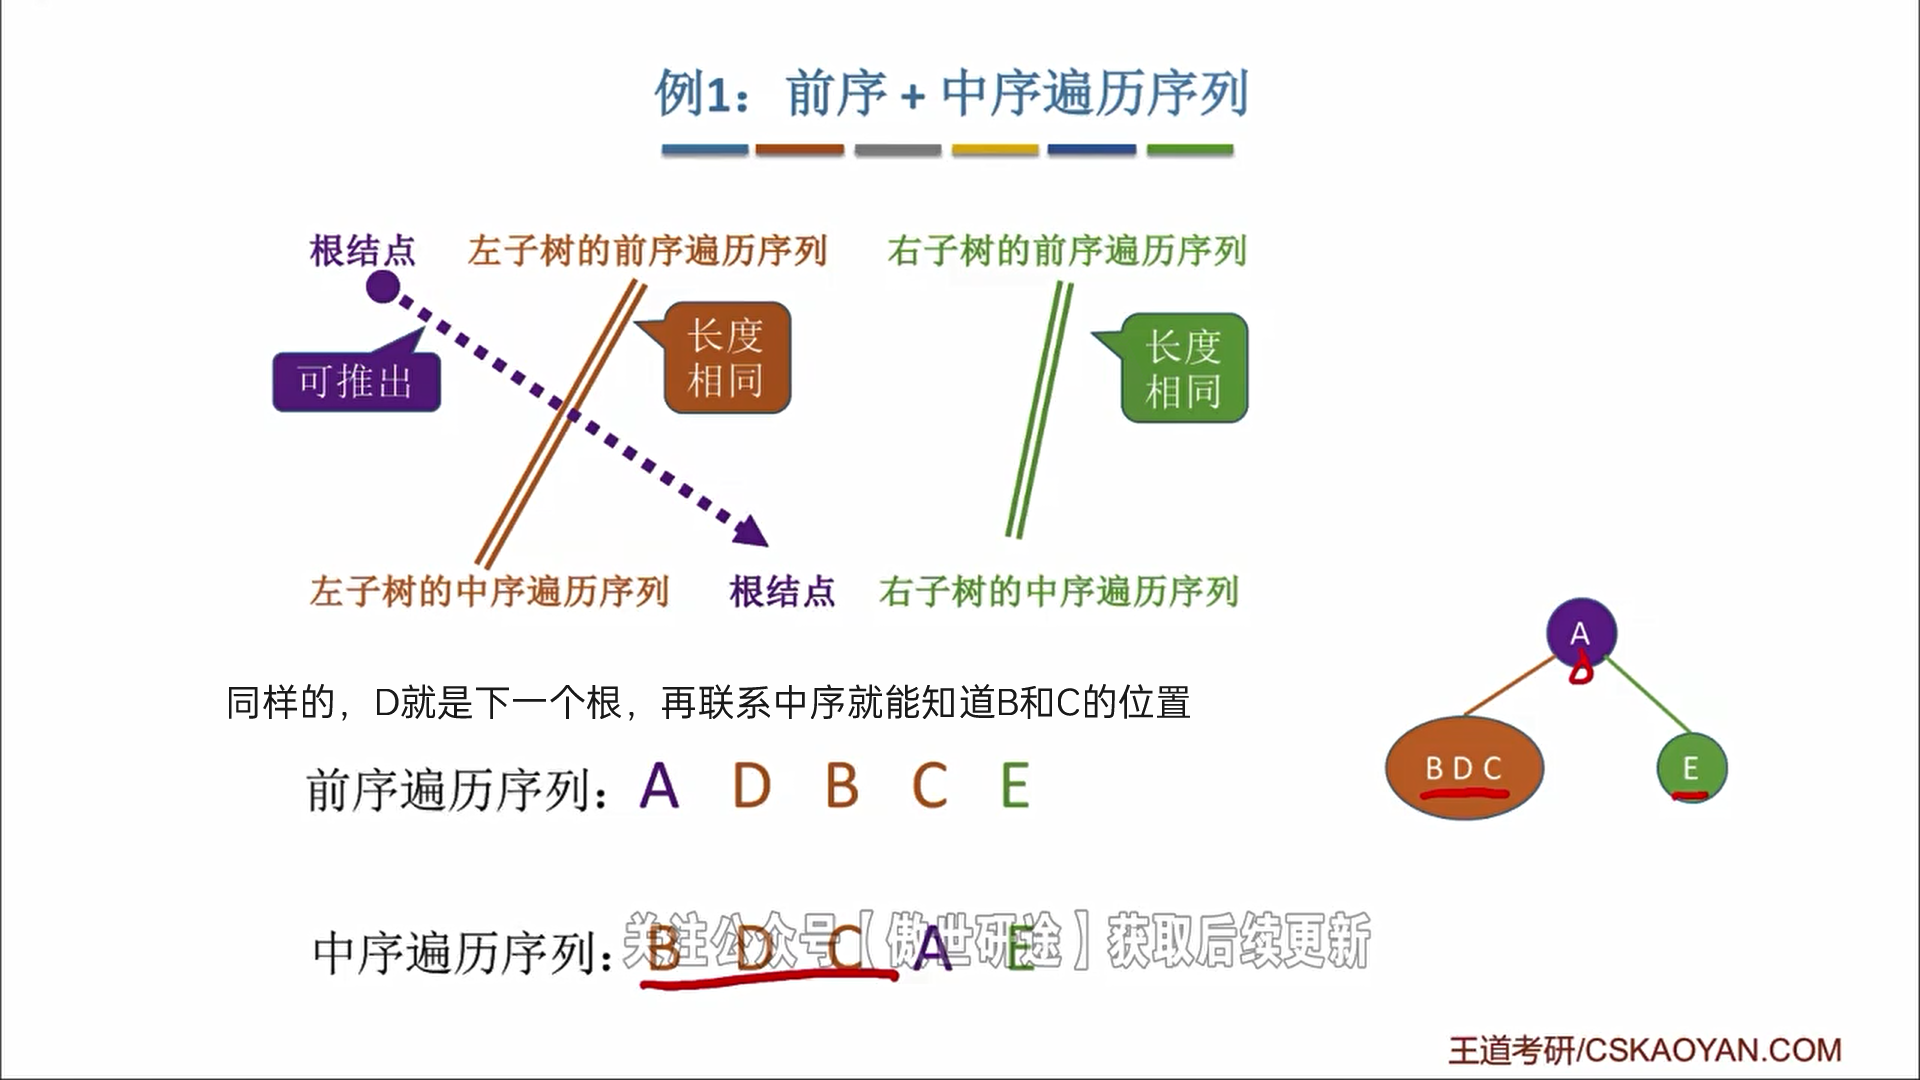 例1：前序 + 中序遍历序列
根结点 左子树的前序遍历序列 右子树的前序遍历序列
可推出
长度
相同
长度
相同
左子树的中序遍历序列 根结点 右子树的中序遍历序列
A
B D C
E
同样的，D就是下一个根，再联系中序就能知道B和C的位置
前序遍历序列：A D B C E
中序遍历序列：B D C A E
关注公众号【傲世研途】获取后续更新
王道考研/CSKAOYAN.COM